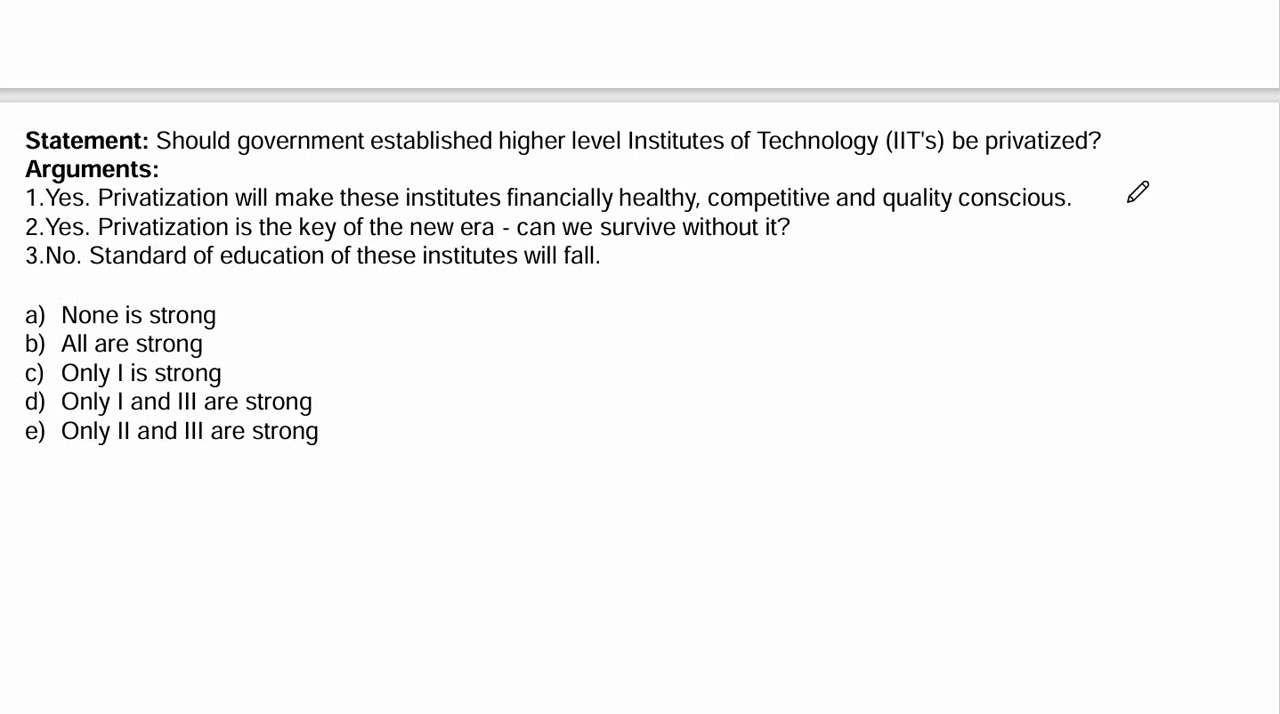 Statement: Should government established higher level Institutes of Technology (IIT's) be privatized?
Arguments:
1.Yes. Privatization will make these institutes financially healthy, competitive and quality conscious.
2.Yes. Privatization is the key of the new era - can we survive without it?
3.No. Standard of education of these institutes will fall.
a) None is strong
b) All are strong
c) Only I is strong
d) Only I and III are strong
e) Only II and III are strong